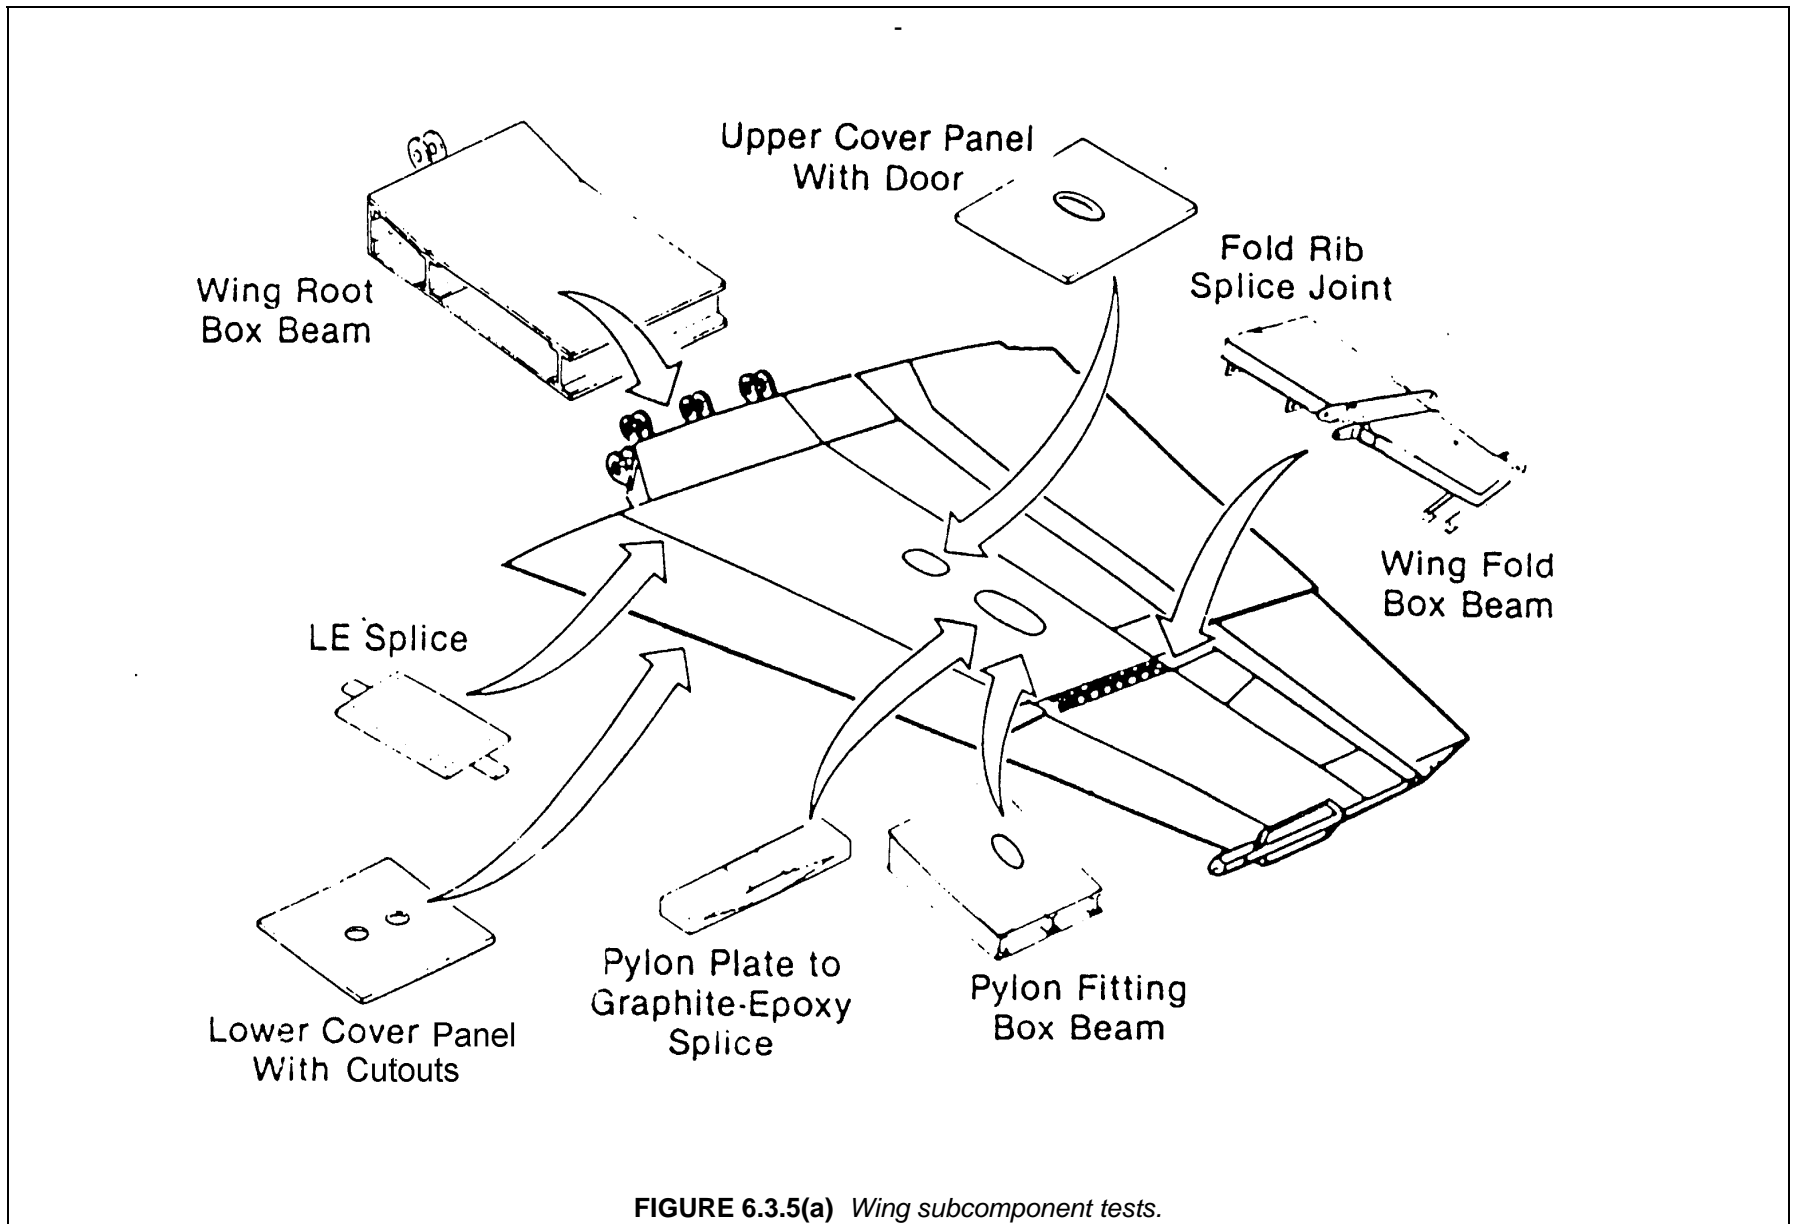 Upper Cover Panel
With Door
Fold Rib
Splice Joint
Wing Root
Box Beam
Wing Fold
Box Beam
LE Splice
Pylon Plate to
Graphite-Epoxy
Splice
Pylon Fitting
Box Beam
Lower Cover Panel
With Cutouts
FIGURE 6.3.5(a) Wing subcomponent tests.